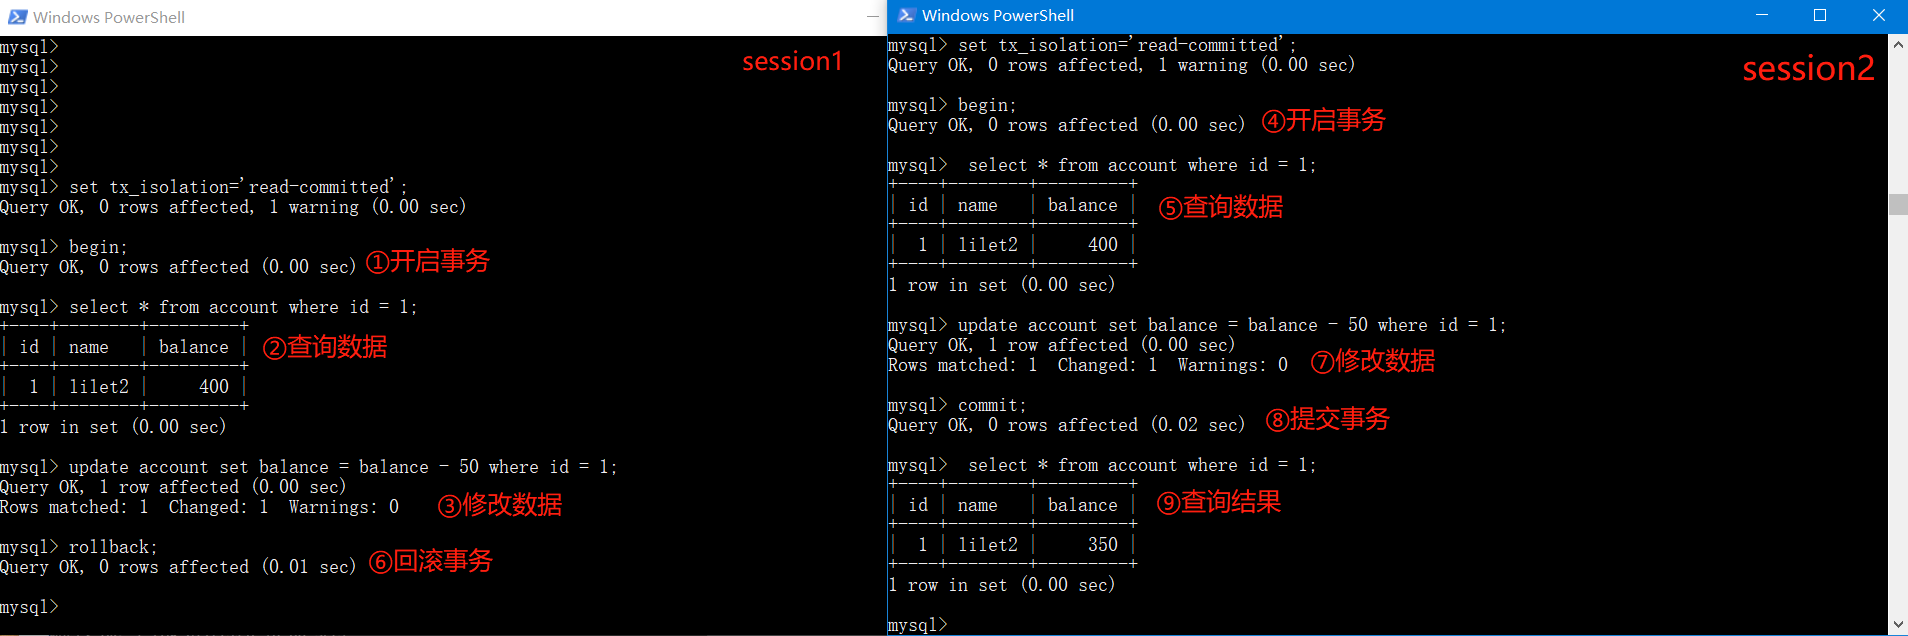 Windows PowerShell
mysql>
mysql>
mysql>
mysql>
mysql>
mysql>
mysql>
session1
mysql> set tx_isolation='read-committed';
Query OK, 0 rows affected, 1 warning (0.00 sec)
mysql> begin;
Query OK, 0 rows affected (0.00 sec) ①开启事务
mysql> select * from account where id = 1;
+----+--------+---------+
| id | name   | balance | ②查询数据
+----+--------+---------+
|  1 | lilet2 |     400 |
+----+--------+---------+
1 row in set (0.00 sec)
mysql> update account set balance = balance - 50 where id = 1;
Query OK, 1 row affected (0.00 sec)
Rows matched: 1  Changed: 1  Warnings: 0 ③修改数据
mysql> rollback;
Query OK, 0 rows affected (0.01 sec) ⑥回滚事务
mysql>
Windows PowerShell
mysql> set tx_isolation='read-committed';
Query OK, 0 rows affected, 1 warning (0.00 sec)
session2
mysql> begin;
Query OK, 0 rows affected (0.00 sec) ④开启事务
mysql>  select * from account where id = 1;
+----+--------+---------+
| id | name   | balance | ⑤查询数据
+----+--------+---------+
|  1 | lilet2 |     400 |
+----+--------+---------+
1 row in set (0.00 sec)
mysql> update account set balance = balance - 50 where id = 1;
Query OK, 1 row affected (0.00 sec)
Rows matched: 1  Changed: 1  Warnings: 0 ⑦修改数据
mysql> commit;
Query OK, 0 rows affected (0.02 sec) ⑧提交事务
mysql>  select * from account where id = 1;
+----+--------+---------+
| id | name   | balance | ⑨查询结果
+----+--------+---------+
|  1 | lilet2 |     350 |
+----+--------+---------+
1 row in set (0.00 sec)
mysql>